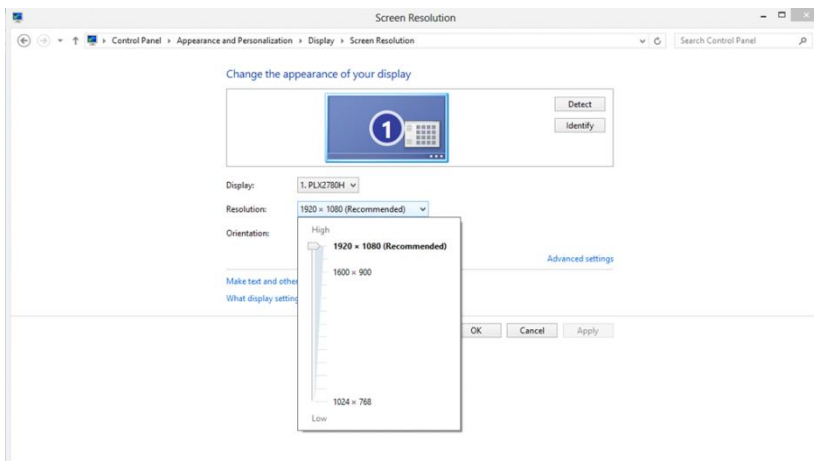 Screen Resolution
Control Panel Appearance and Personalization Display Screen Resolution
Search Control Panel
Change the appearance of your display
1
Detect
Identify
Display: 1. PLX2780H
Resolution: 1920 × 1080 (Recommended)
Orientation:
High
1920 × 1080 (Recommended)
1600 × 900
1024 × 768
Low
Advanced settings
Make text and other
What display setting
OK Cancel Apply